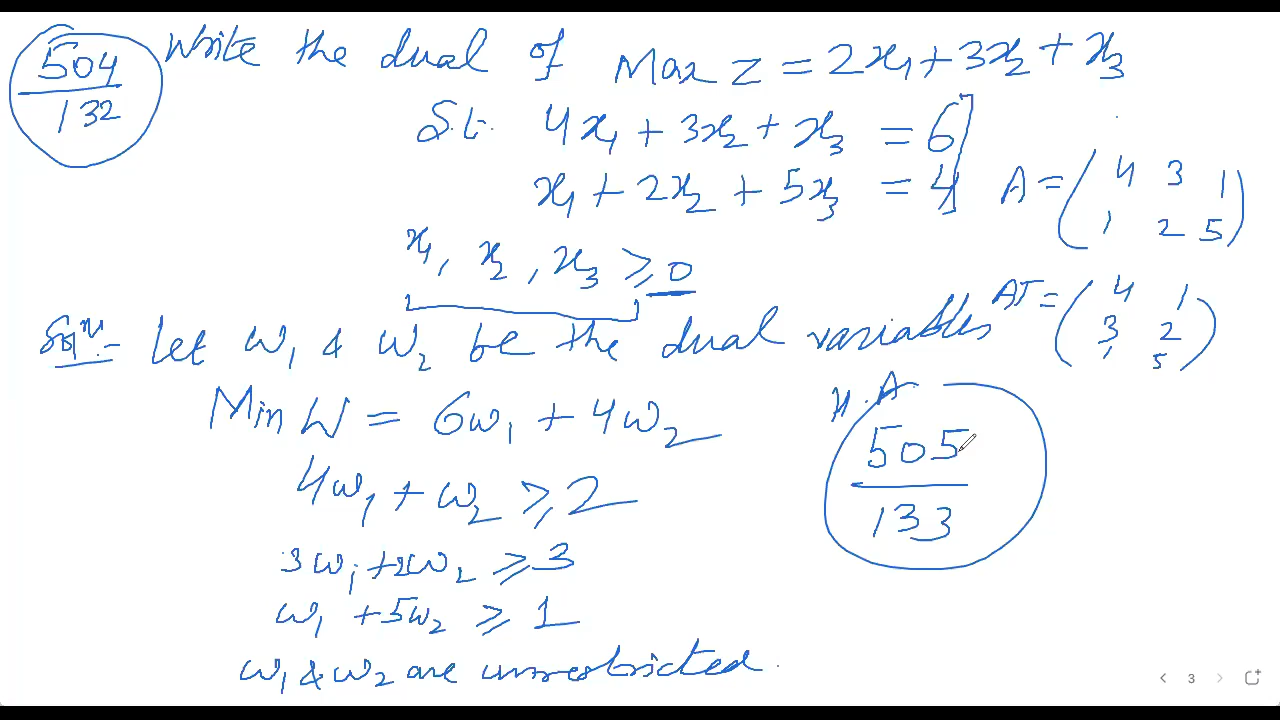 504
132
Write the dual of Max Z = 2x1 + 3x2 + x3
S.t. 4x1 + 3x2 + x3 = 6
x1 + 2x2 + 5x3 = 4
A = ( 4 3 1
1 2 5 )
x1, x2, x3 ≥ 0
AT = ( 4 1
3 2
1 5 )
Solⁿ:- Let w1 & w2 be the dual variables
Min W = 6w1 + 4w2
4w1 + w2 ≥ 2
3w1 + 2w2 ≥ 3
w1 + 5w2 ≥ 1
w1 & w2 are unrestricted.
H.A.
505
133
3